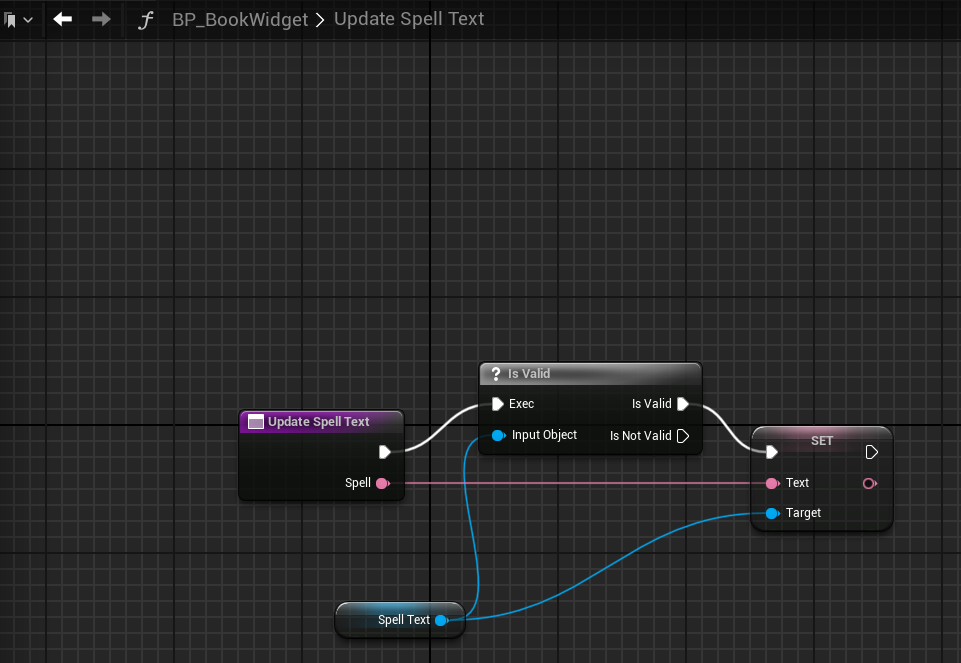 BP_BookWidget > Update Spell Text
? Is Valid
Exec Is Valid
Input Object Is Not Valid
Update Spell Text
Spell
SET
Text
Target
Spell Text